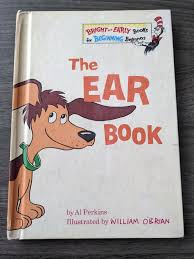 BRIGHT and EARLY Books
for BEGINNING Beginners
The
EAR
BOOK
by Al Perkins
Illustrated by WILLIAM O'BRIAN